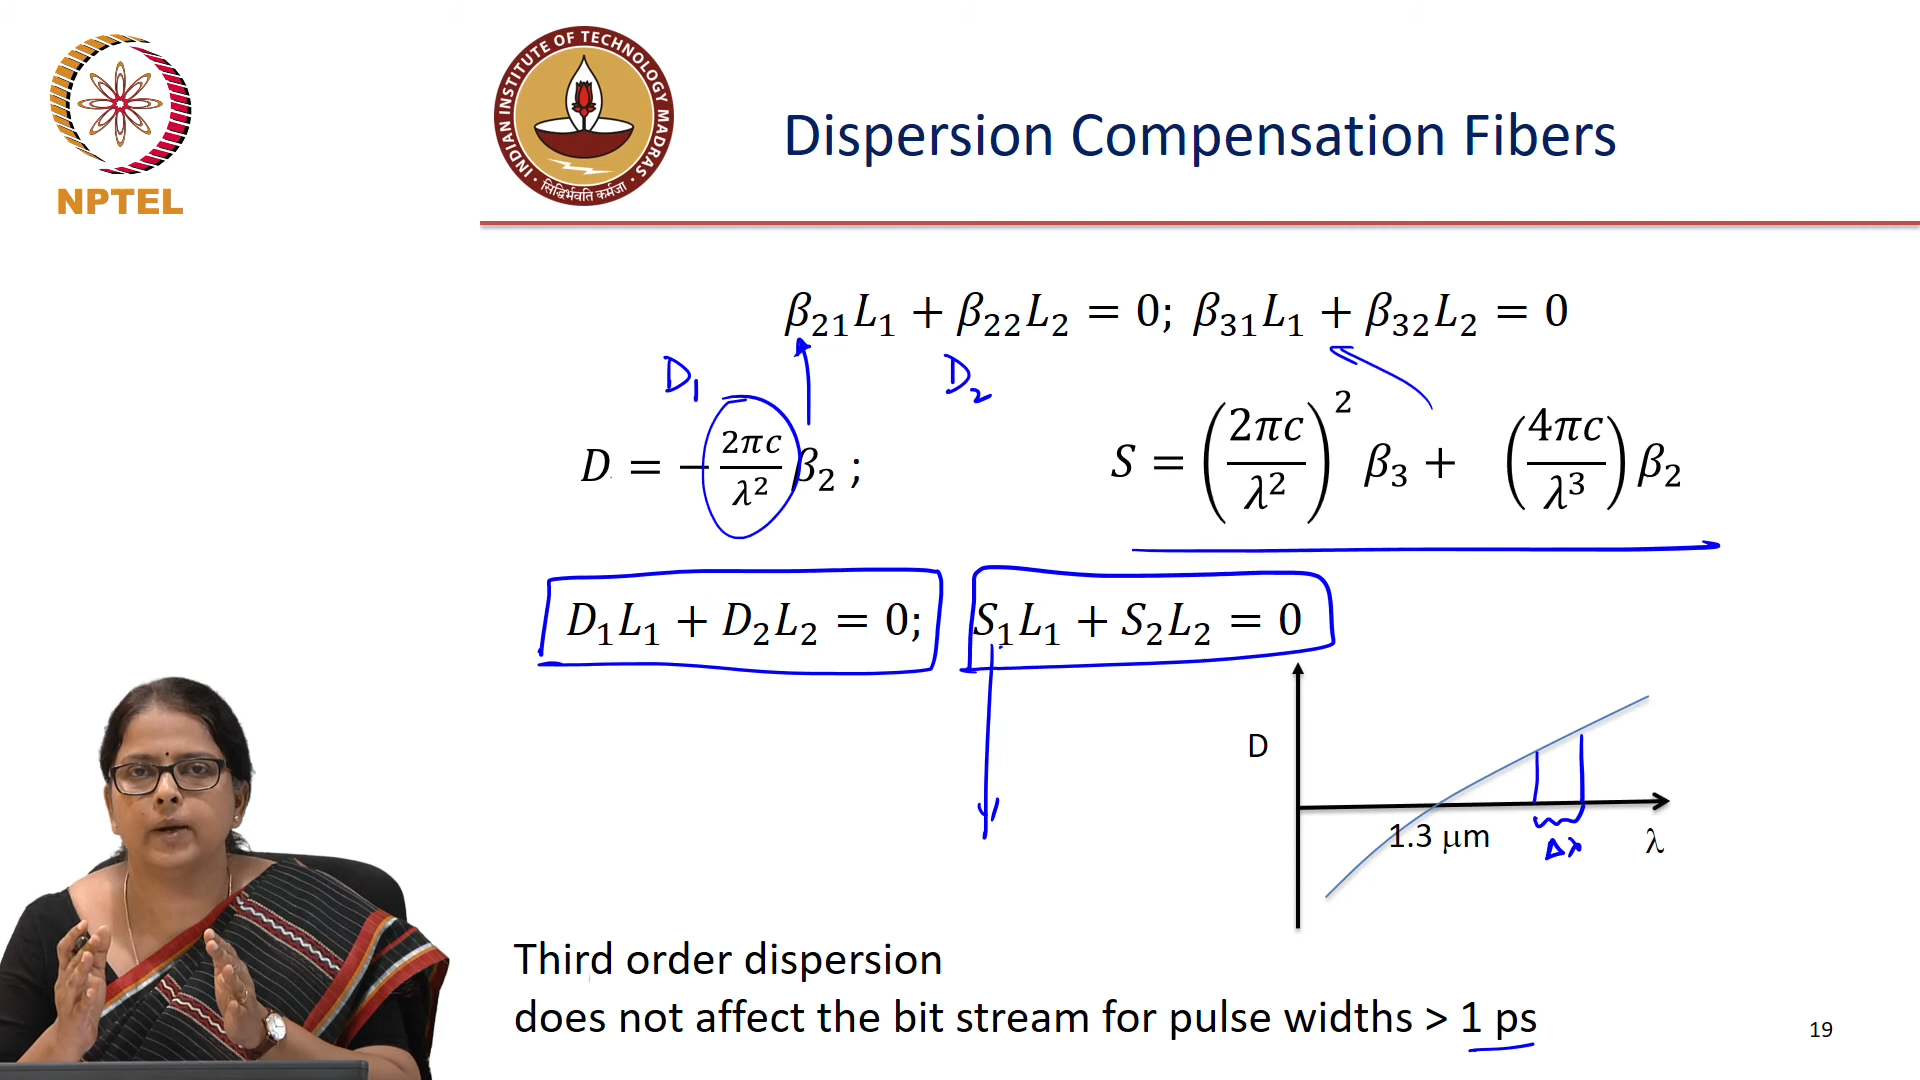 NPTEL
INDIAN INSTITUTE OF TECHNOLOGY MADRAS
सिद्धिर्भवति कर्मजा
Dispersion Compensation Fibers
β₂₁L₁ + β₂₂L₂ = 0; β₃₁L₁ + β₃₂L₂ = 0
D₁ D₂
D = − 2πc/λ² β₂ ; S = (2πc/λ²)² β₃ + (4πc/λ³) β₂
D₁L₁ + D₂L₂ = 0; S₁L₁ + S₂L₂ = 0
D
1.3 μm λ
Δλ
Third order dispersion
does not affect the bit stream for pulse widths > 1 ps
19